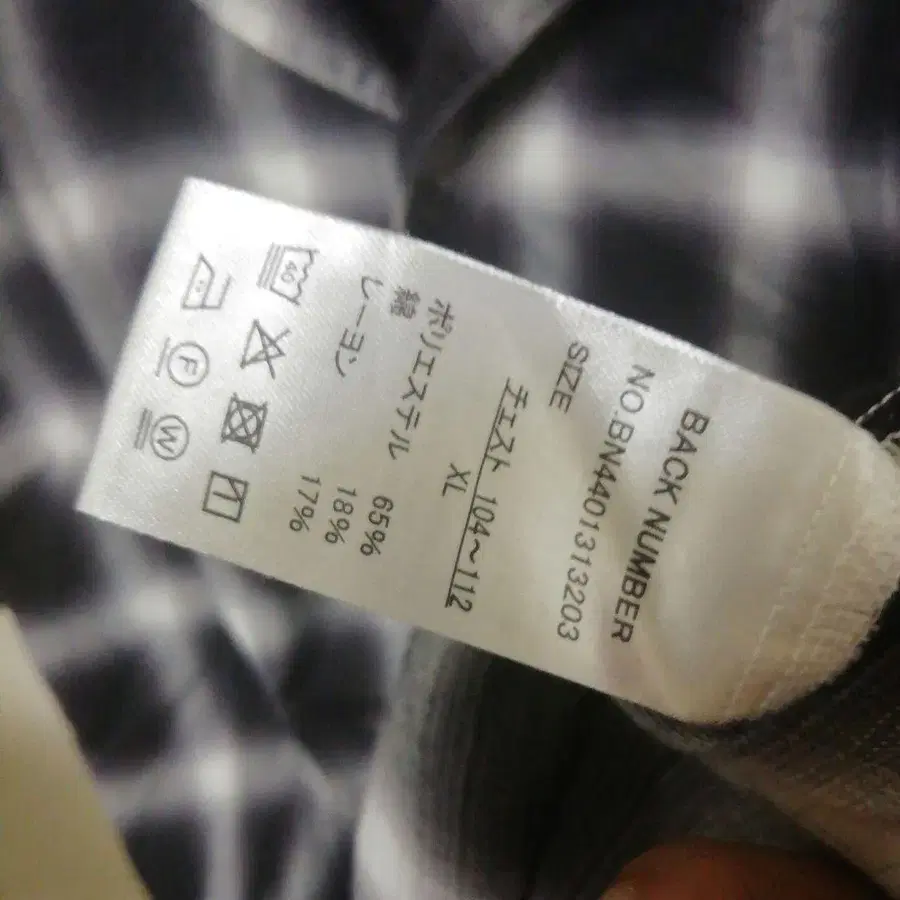 BACK NUMBER
NO.BN4401313203
SIZE XL
チェスト 104~112
ポリエステル 65%
綿 18%
レーヨン 17%
40
F
W